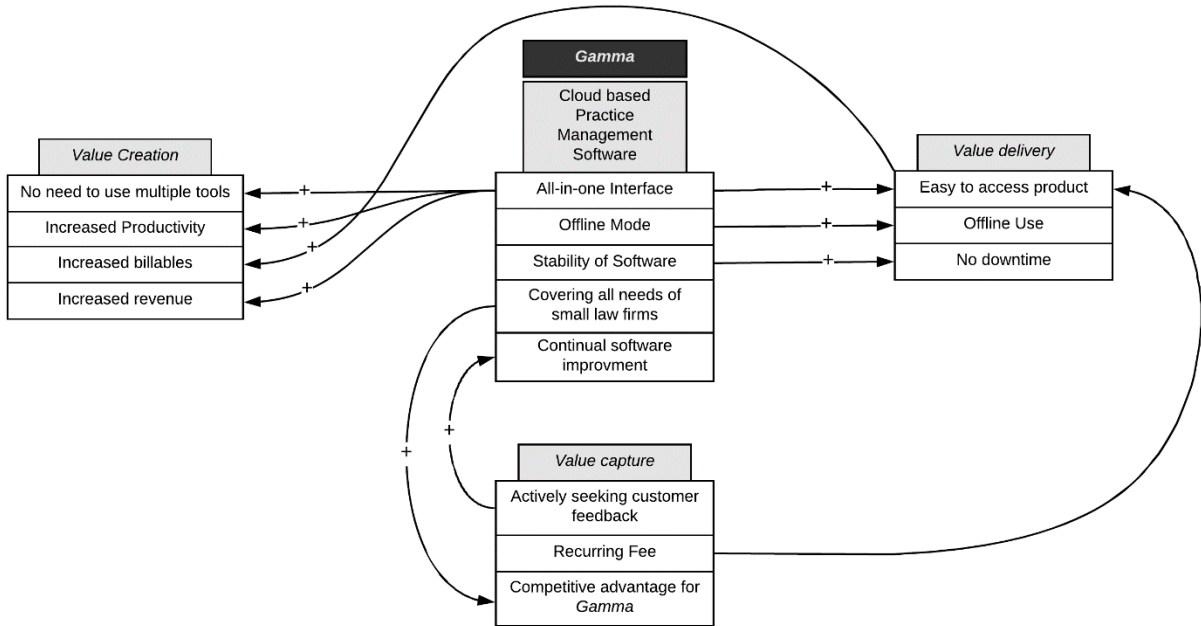 Gamma
Cloud based
Practice
Management
Software
All-in-one Interface
Offline Mode
Stability of Software
Covering all needs of
small law firms
Continual software
improvment
Value Creation
No need to use multiple tools
Increased Productivity
Increased billables
Increased revenue
Value delivery
Easy to access product
Offline Use
No downtime
Value capture
Actively seeking customer
feedback
Recurring Fee
Competitive advantage for
Gamma
+
+
+
+
+
+
+
+
+